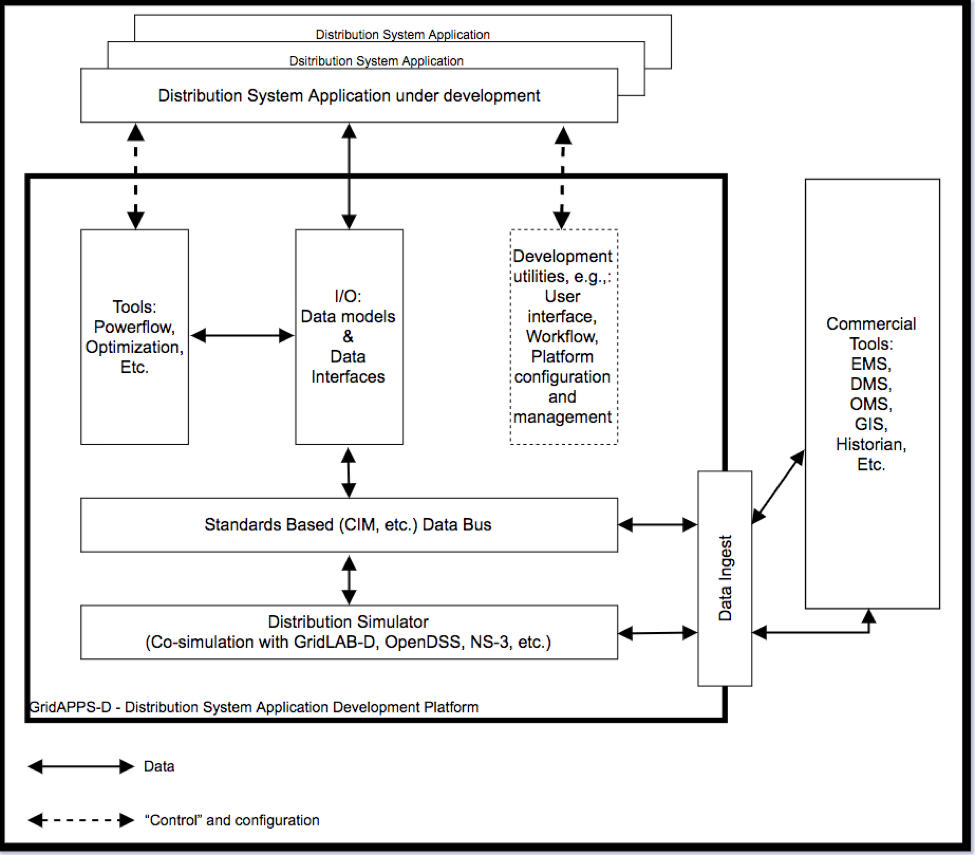 Distribution System Application
Dsitribution System Application
Distribution System Application under development
Tools:
Powerflow,
Optimization,
Etc.
I/O:
Data models
&
Data
Interfaces
Development
utilities, e.g.,:
User
interface,
Workflow,
Platform
configuration
and
management
Commercial
Tools:
EMS,
DMS,
OMS,
GIS,
Historian,
Etc.
Standards Based (CIM, etc.) Data Bus
Data Ingest
Distribution Simulator
(Co-simulation with GridLAB-D, OpenDSS, NS-3, etc.)
GridAPPS-D - Distribution System Application Development Platform
Data
“Control” and configuration